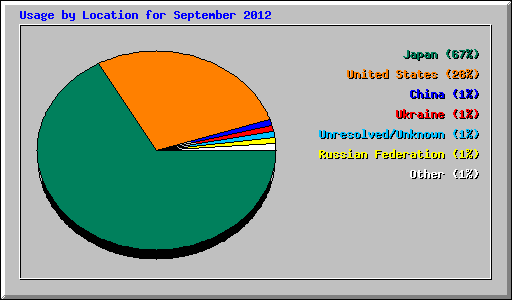 Usage by Location for September 2012
Japan (67%)
United States (28%)
China (1%)
Ukraine (1%)
Unresolved/Unknown (1%)
Russian Federation (1%)
Other (1%)